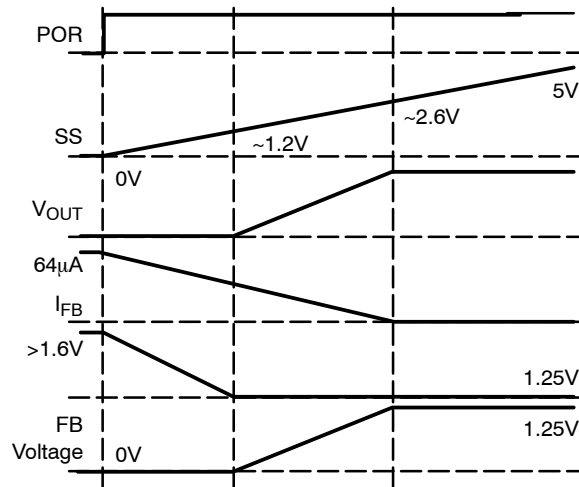 POR
5V
~2.6V
SS
~1.2V
0V
VOUT
64μA
IFB
>1.6V
1.25V
FB
Voltage
1.25V
0V